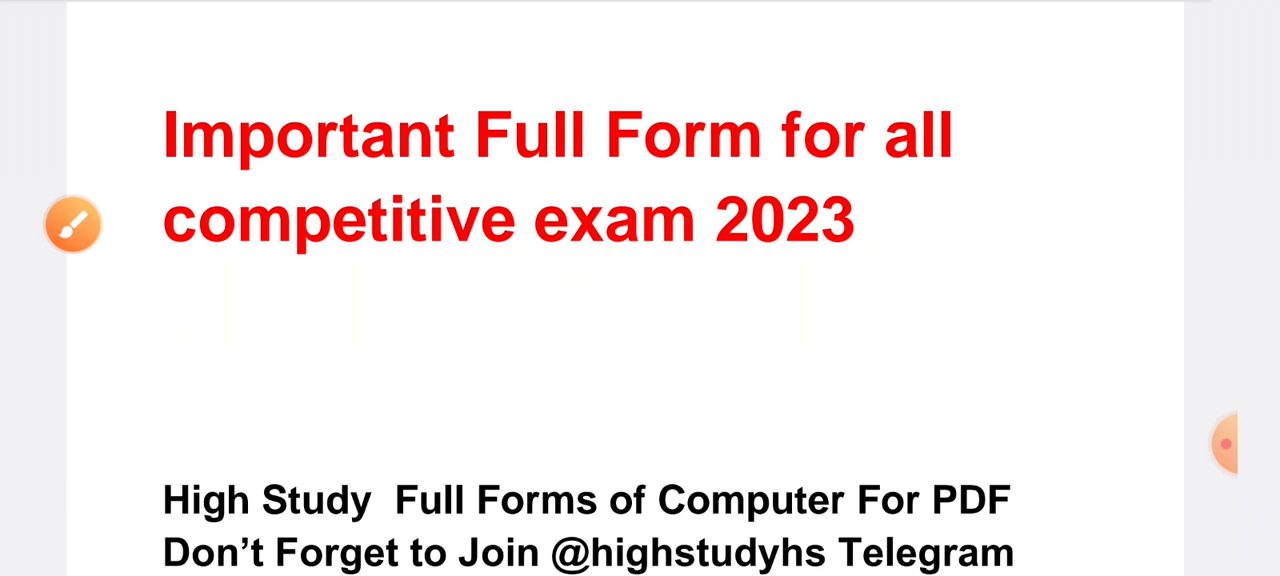 Important Full Form for all
competitive exam 2023
High Study  Full Forms of Computer For PDF
Don’t Forget to Join @highstudyhs Telegram